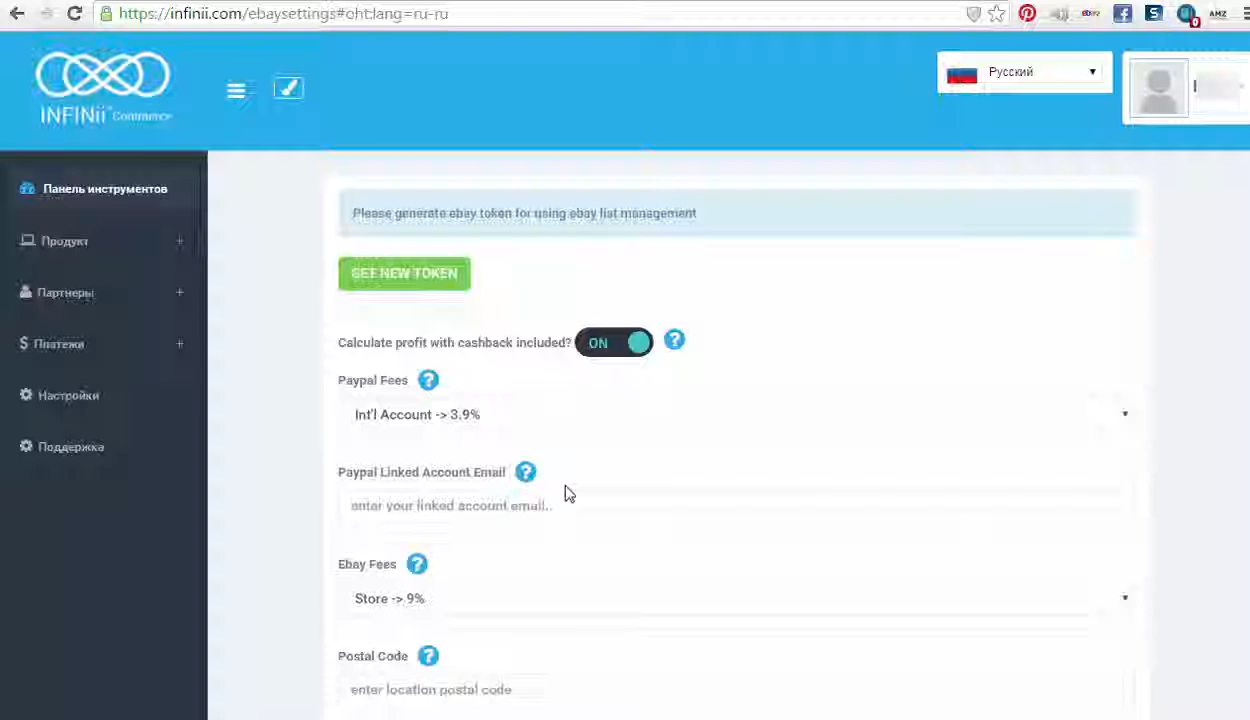 https://infinii.com/ebaysettings#oht:lang=ru-ru
0
AMZ
INFINii Commerce
Русский
Панель инструментов
Продукт +
Партнеры +
$ Платежи +
Настройки
Поддержка
Please generate ebay token for using ebay list management
GET NEW TOKEN
Calculate profit with cashback included? ON ?
Paypal Fees ?
Int'l Account -> 3.9%
Paypal Linked Account Email ?
enter your linked account email..
Ebay Fees ?
Store -> 9%
Postal Code ?
enter location postal code